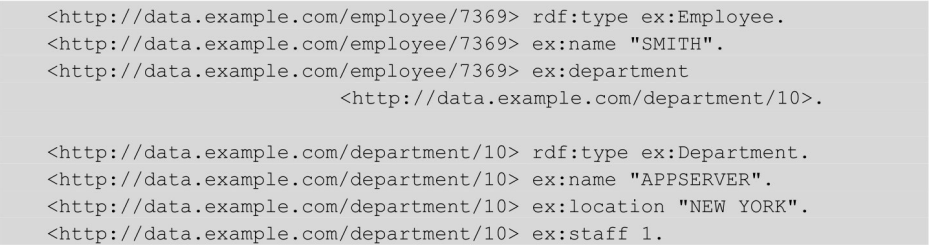 <http://data.example.com/employee/7369> rdf:type ex:Employee.
<http://data.example.com/employee/7369> ex:name "SMITH".
<http://data.example.com/employee/7369> ex:department
<http://data.example.com/department/10>.
<http://data.example.com/department/10> rdf:type ex:Department.
<http://data.example.com/department/10> ex:name "APPSERVER".
<http://data.example.com/department/10> ex:location "NEW YORK".
<http://data.example.com/department/10> ex:staff 1.